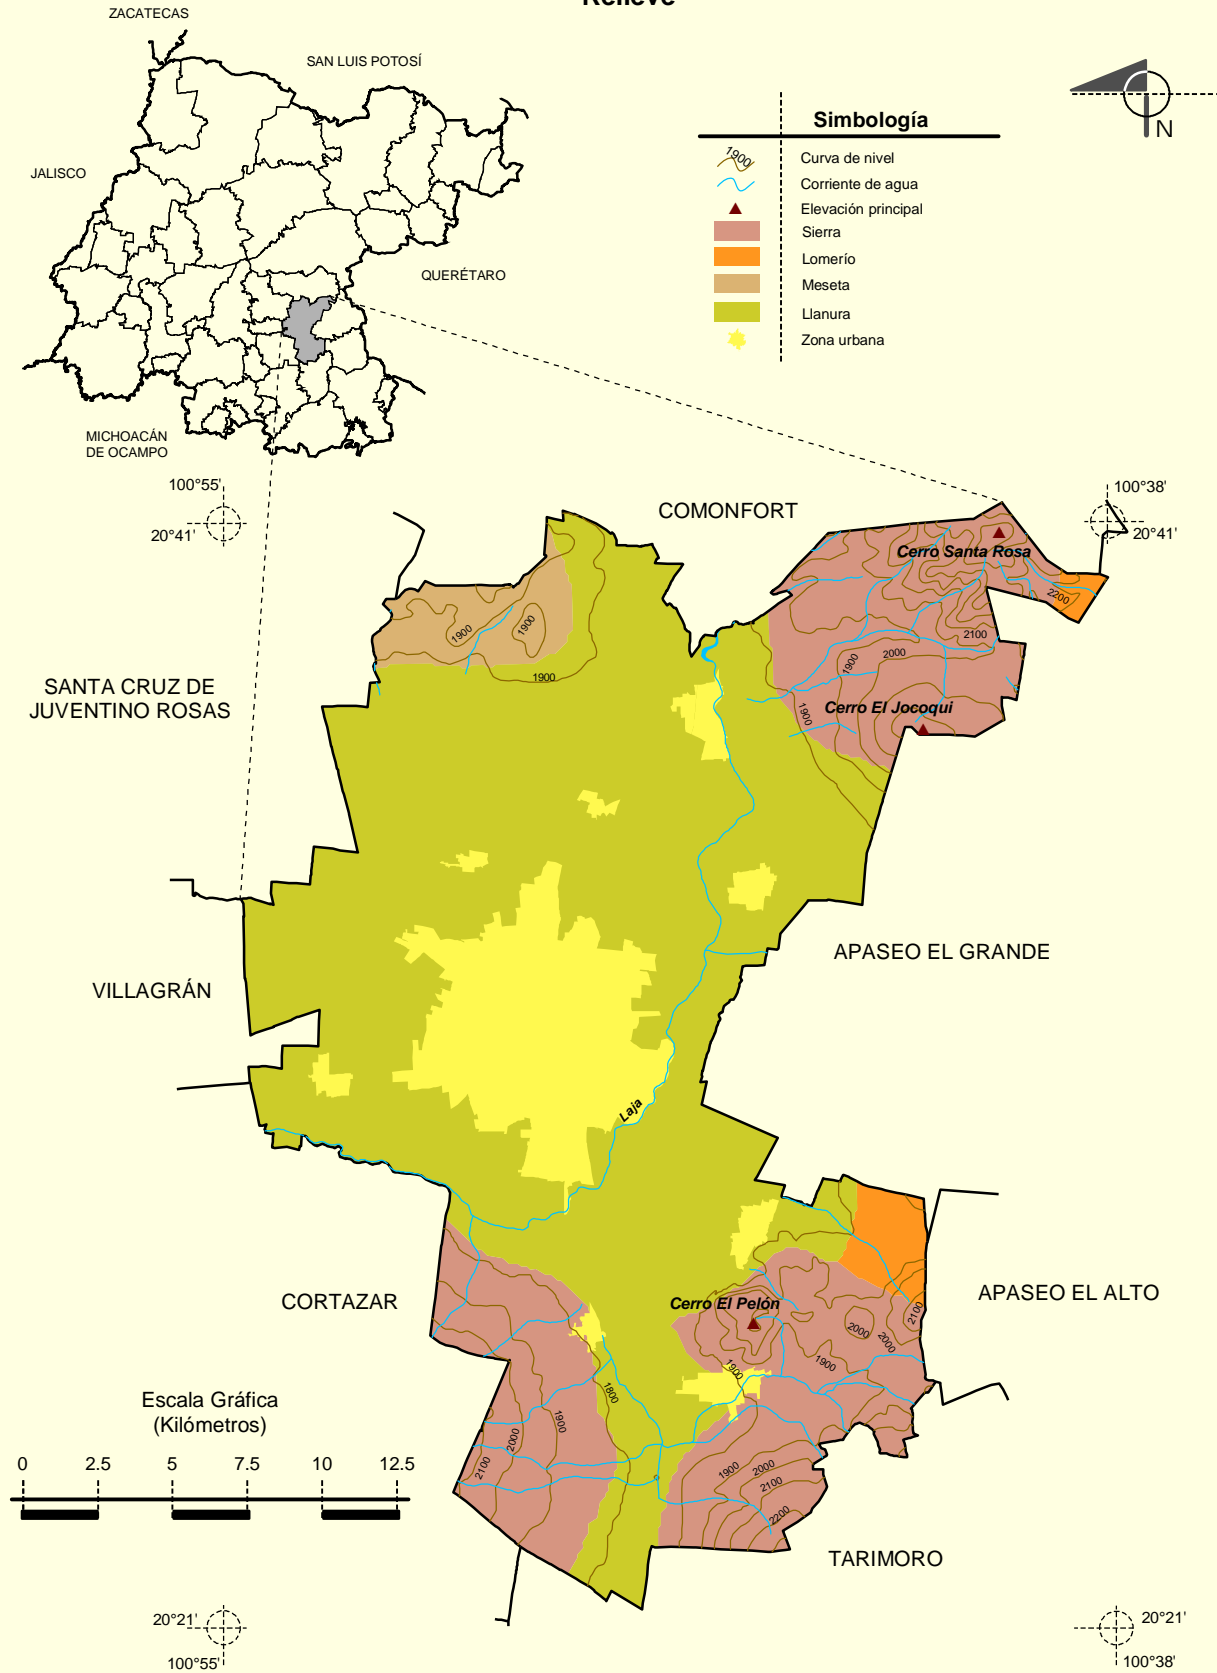 Relieve
ZACATECAS
SAN LUIS POTOSÍ
JALISCO
QUERÉTARO
MICHOACÁN
DE OCAMPO
N
Simbología
1900
Curva de nivel
Corriente de agua
Elevación principal
Sierra
Lomerío
Meseta
Llanura
Zona urbana
100°55'
20°41'
100°38'
20°41'
COMONFORT
Cerro Santa Rosa
2200
2100
2000
1900
1900
1900
1900
1900
Cerro El Jocoqui
SANTA CRUZ DE
JUVENTINO ROSAS
APASEO EL GRANDE
VILLAGRÁN
Laja
CORTAZAR
APASEO EL ALTO
Cerro El Pelón
2100
2000
2000
1900
1900
1800
1900
2000
2100
1900
2000
2100
2200
Escala Gráfica
(Kilómetros)
0 2.5 5 7.5 10 12.5
TARIMORO
20°21'
100°55'
20°21'
100°38'